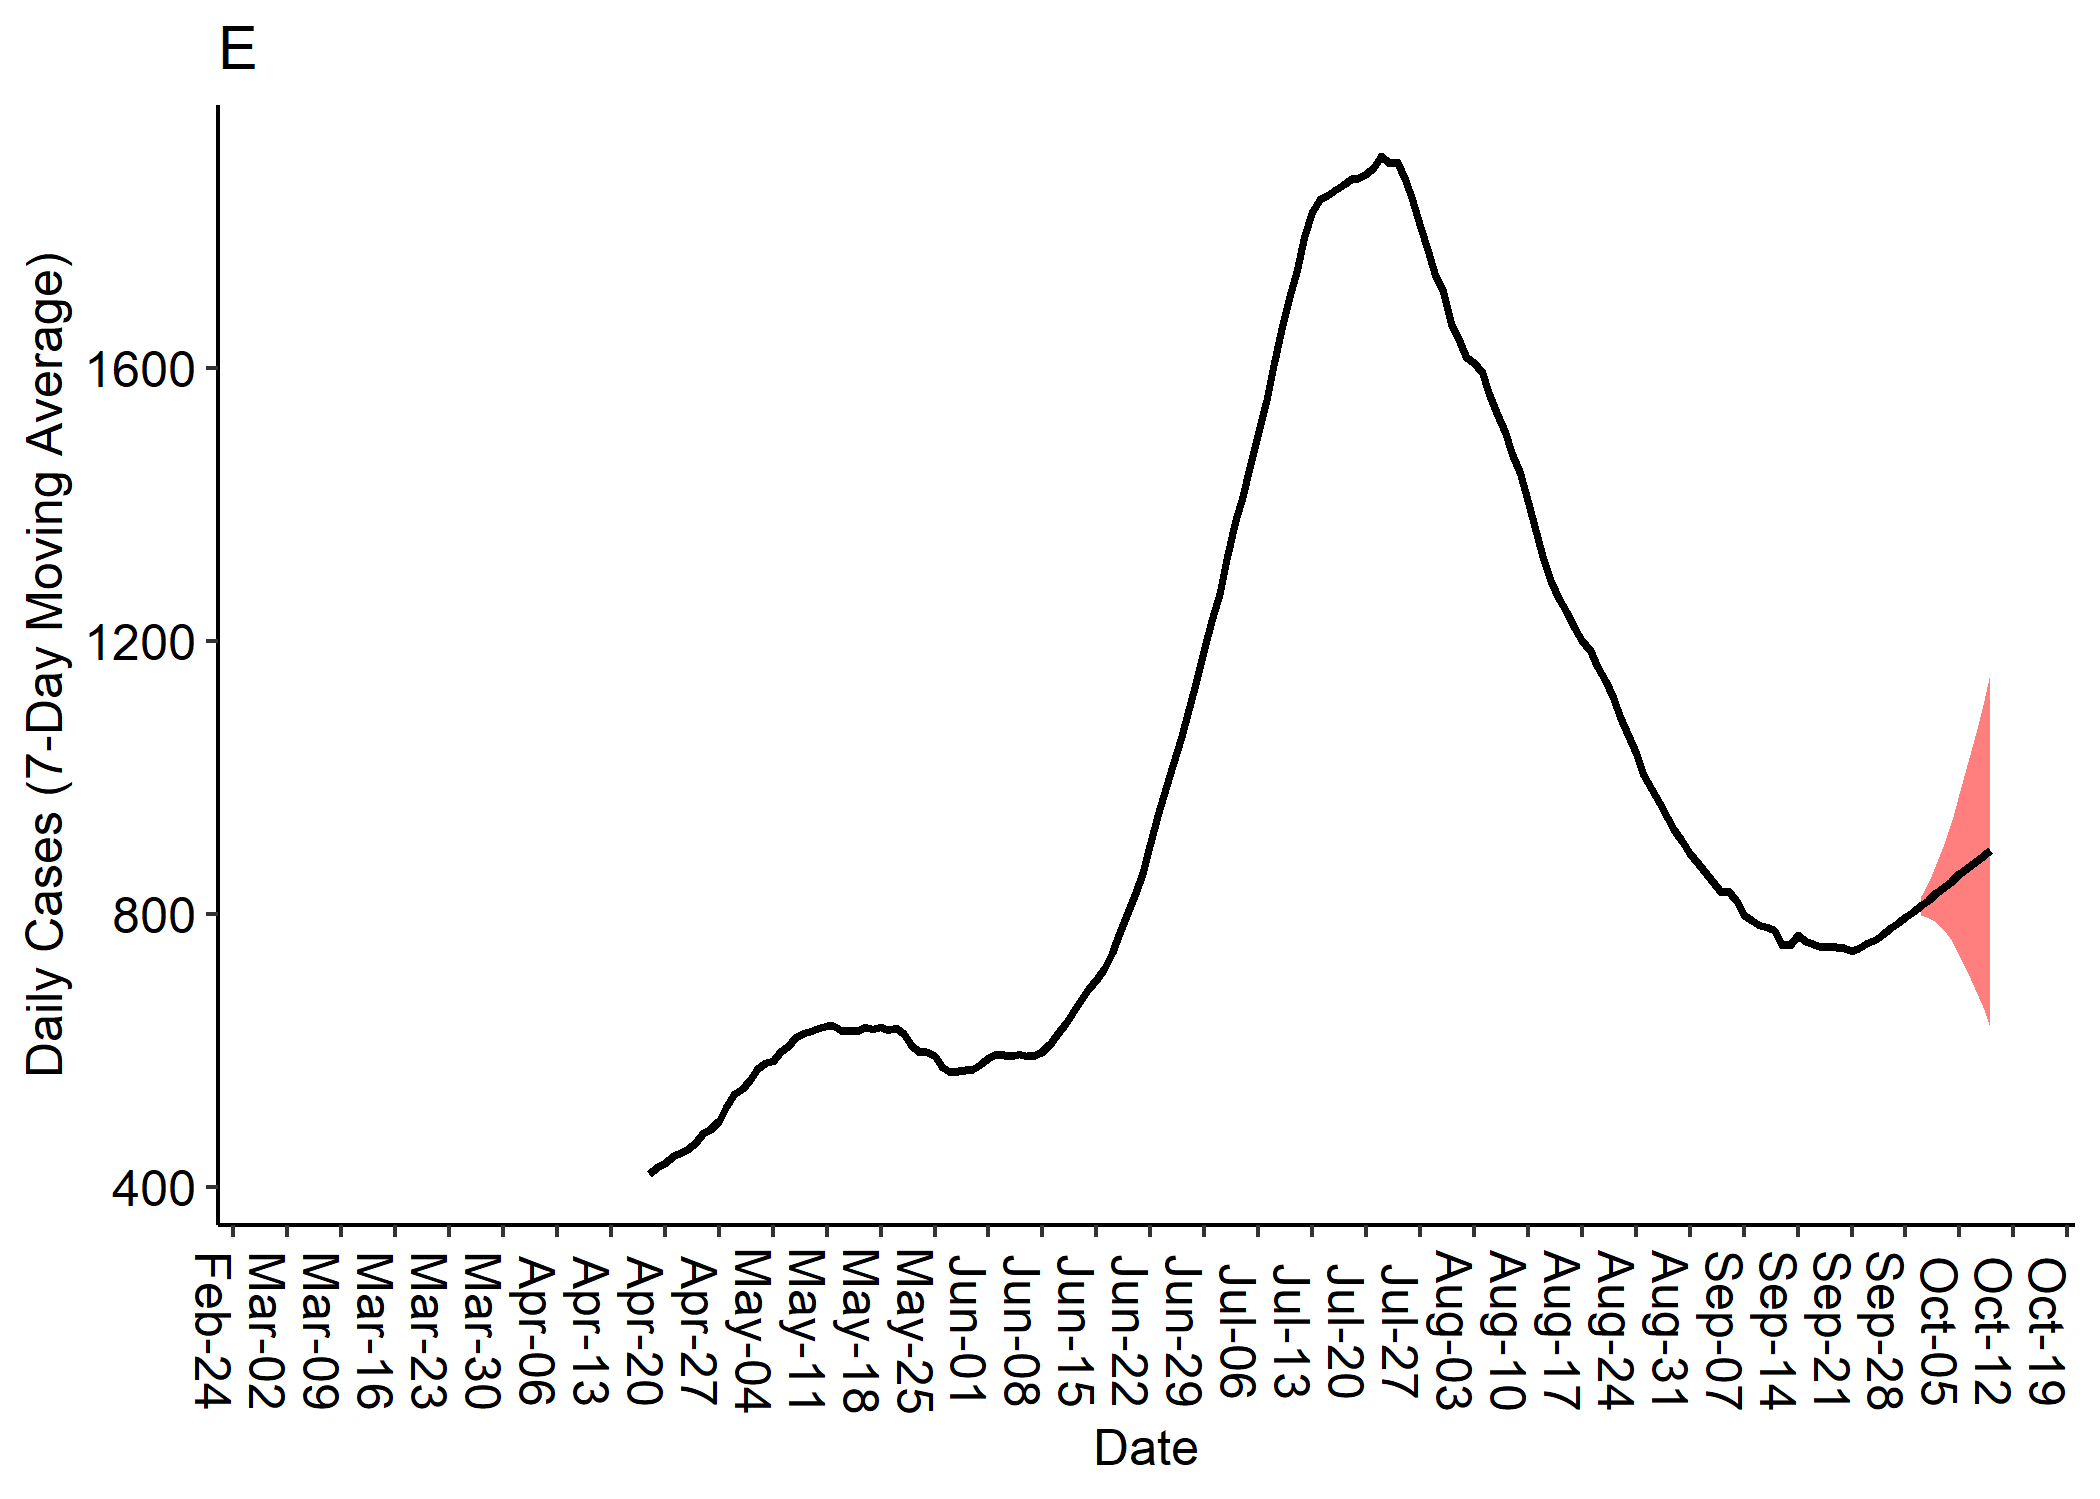 E
Daily Cases (7-Day Moving Average)
1600
1200
800
400
Feb-24
Mar-02
Mar-09
Mar-16
Mar-23
Mar-30
Apr-06
Apr-13
Apr-20
Apr-27
May-04
May-11
May-18
May-25
Jun-01
Jun-08
Jun-15
Jun-22
Jun-29
Jul-06
Jul-13
Jul-20
Jul-27
Aug-03
Aug-10
Aug-17
Aug-24
Aug-31
Sep-07
Sep-14
Sep-21
Sep-28
Oct-05
Oct-12
Oct-19
Date